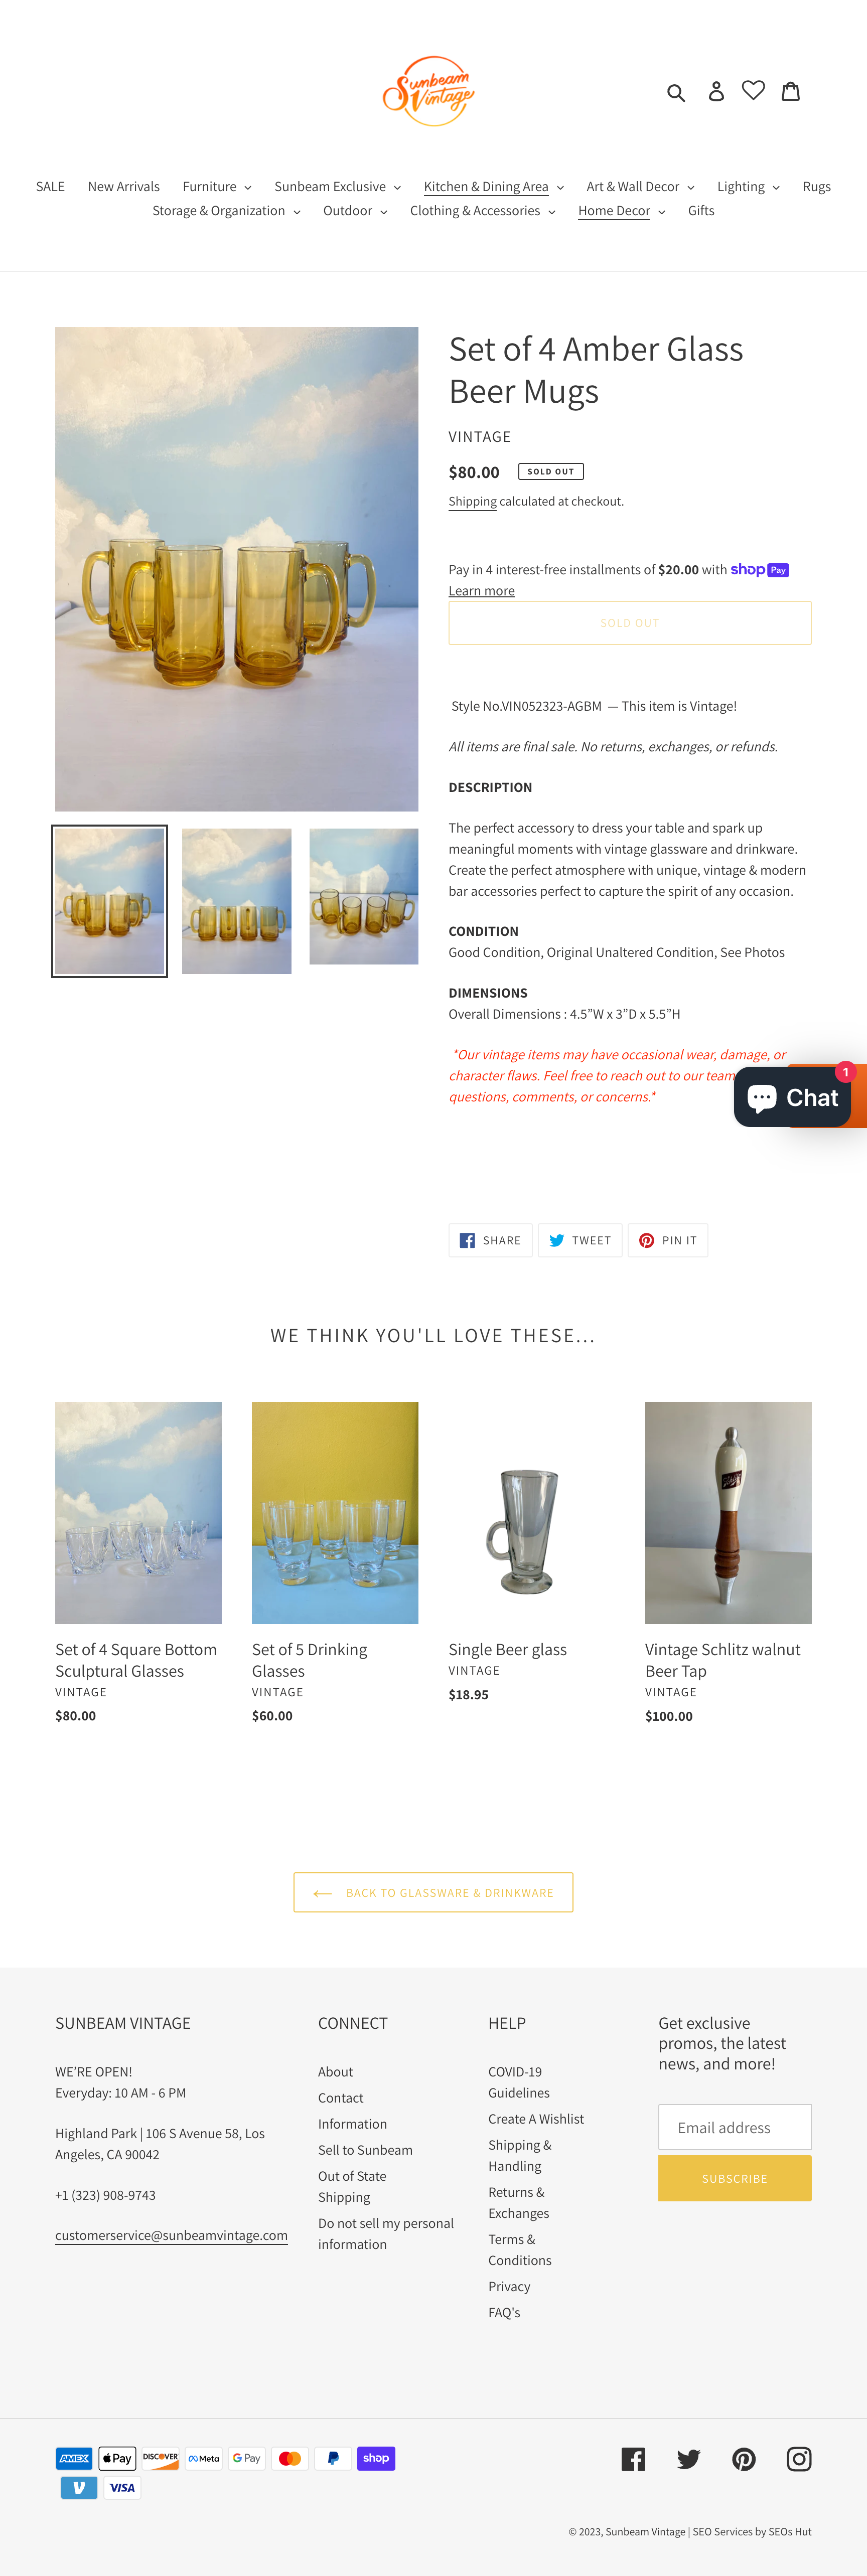 Sunbeam
Vintage
SALE New Arrivals Furniture Sunbeam Exclusive Kitchen & Dining Area Art & Wall Decor Lighting Rugs
Storage & Organization Outdoor Clothing & Accessories Home Decor Gifts
Set of 4 Amber Glass
Beer Mugs
VINTAGE
$80.00 SOLD OUT
Shipping calculated at checkout.
Pay in 4 interest-free installments of $20.00 with shop Pay
Learn more
SOLD OUT
Style No.VIN052323-AGBM — This item is Vintage!
All items are final sale. No returns, exchanges, or refunds.
DESCRIPTION
The perfect accessory to dress your table and spark up
meaningful moments with vintage glassware and drinkware.
Create the perfect atmosphere with unique, vintage & modern
bar accessories perfect to capture the spirit of any occasion.
CONDITION
Good Condition, Original Unaltered Condition, See Photos
DIMENSIONS
Overall Dimensions : 4.5”W x 3”D x 5.5”H
*Our vintage items may have occasional wear, damage, or
character flaws. Feel free to reach out to our team
questions, comments, or concerns.*
Chat
1
SHARE TWEET PIN IT
WE THINK YOU'LL LOVE THESE...
Set of 4 Square Bottom
Sculptural Glasses
VINTAGE
$80.00
Set of 5 Drinking
Glasses
VINTAGE
$60.00
Single Beer glass
VINTAGE
$18.95
Vintage Schlitz walnut
Beer Tap
VINTAGE
$100.00
BACK TO GLASSWARE & DRINKWARE
SUNBEAM VINTAGE
WE’RE OPEN!
Everyday: 10 AM - 6 PM
Highland Park | 106 S Avenue 58, Los
Angeles, CA 90042
+1 (323) 908-9743
customerservice@sunbeamvintage.com
CONNECT
About
Contact
Information
Sell to Sunbeam
Out of State
Shipping
Do not sell my personal
information
HELP
COVID-19
Guidelines
Create A Wishlist
Shipping &
Handling
Returns &
Exchanges
Terms &
Conditions
Privacy
FAQ's
Get exclusive
promos, the latest
news, and more!
Email address
SUBSCRIBE
AMEX Pay DISCOVER Meta G Pay shop
V VISA
© 2023, Sunbeam Vintage | SEO Services by SEOs Hut